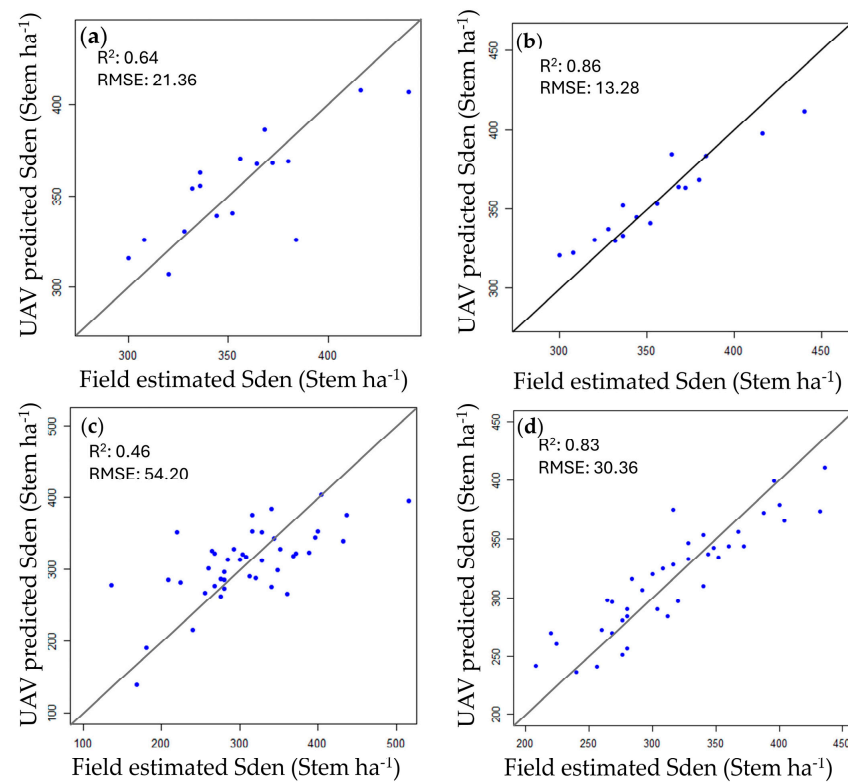 (a)
R²: 0.64
RMSE: 21.36
UAV predicted Sden (Stem ha⁻¹)
400
350
300
300 350 400
Field estimated Sden (Stem ha⁻¹)
(b)
R²: 0.86
RMSE: 13.28
UAV predicted Sden (Stem ha⁻¹)
450
400
350
300
300 350 400 450
Field estimated Sden (Stem ha⁻¹)
(c)
R²: 0.46
RMSE: 54.20
UAV predicted Sden (Stem ha⁻¹)
500
400
300
200
100
100 200 300 400 500
Field estimated Sden (Stem ha⁻¹)
(d)
R²: 0.83
RMSE: 30.36
UAV predicted Sden (Stem ha⁻¹)
450
400
350
300
250
200
200 250 300 350 400 450
Field estimated Sden (Stem ha⁻¹)